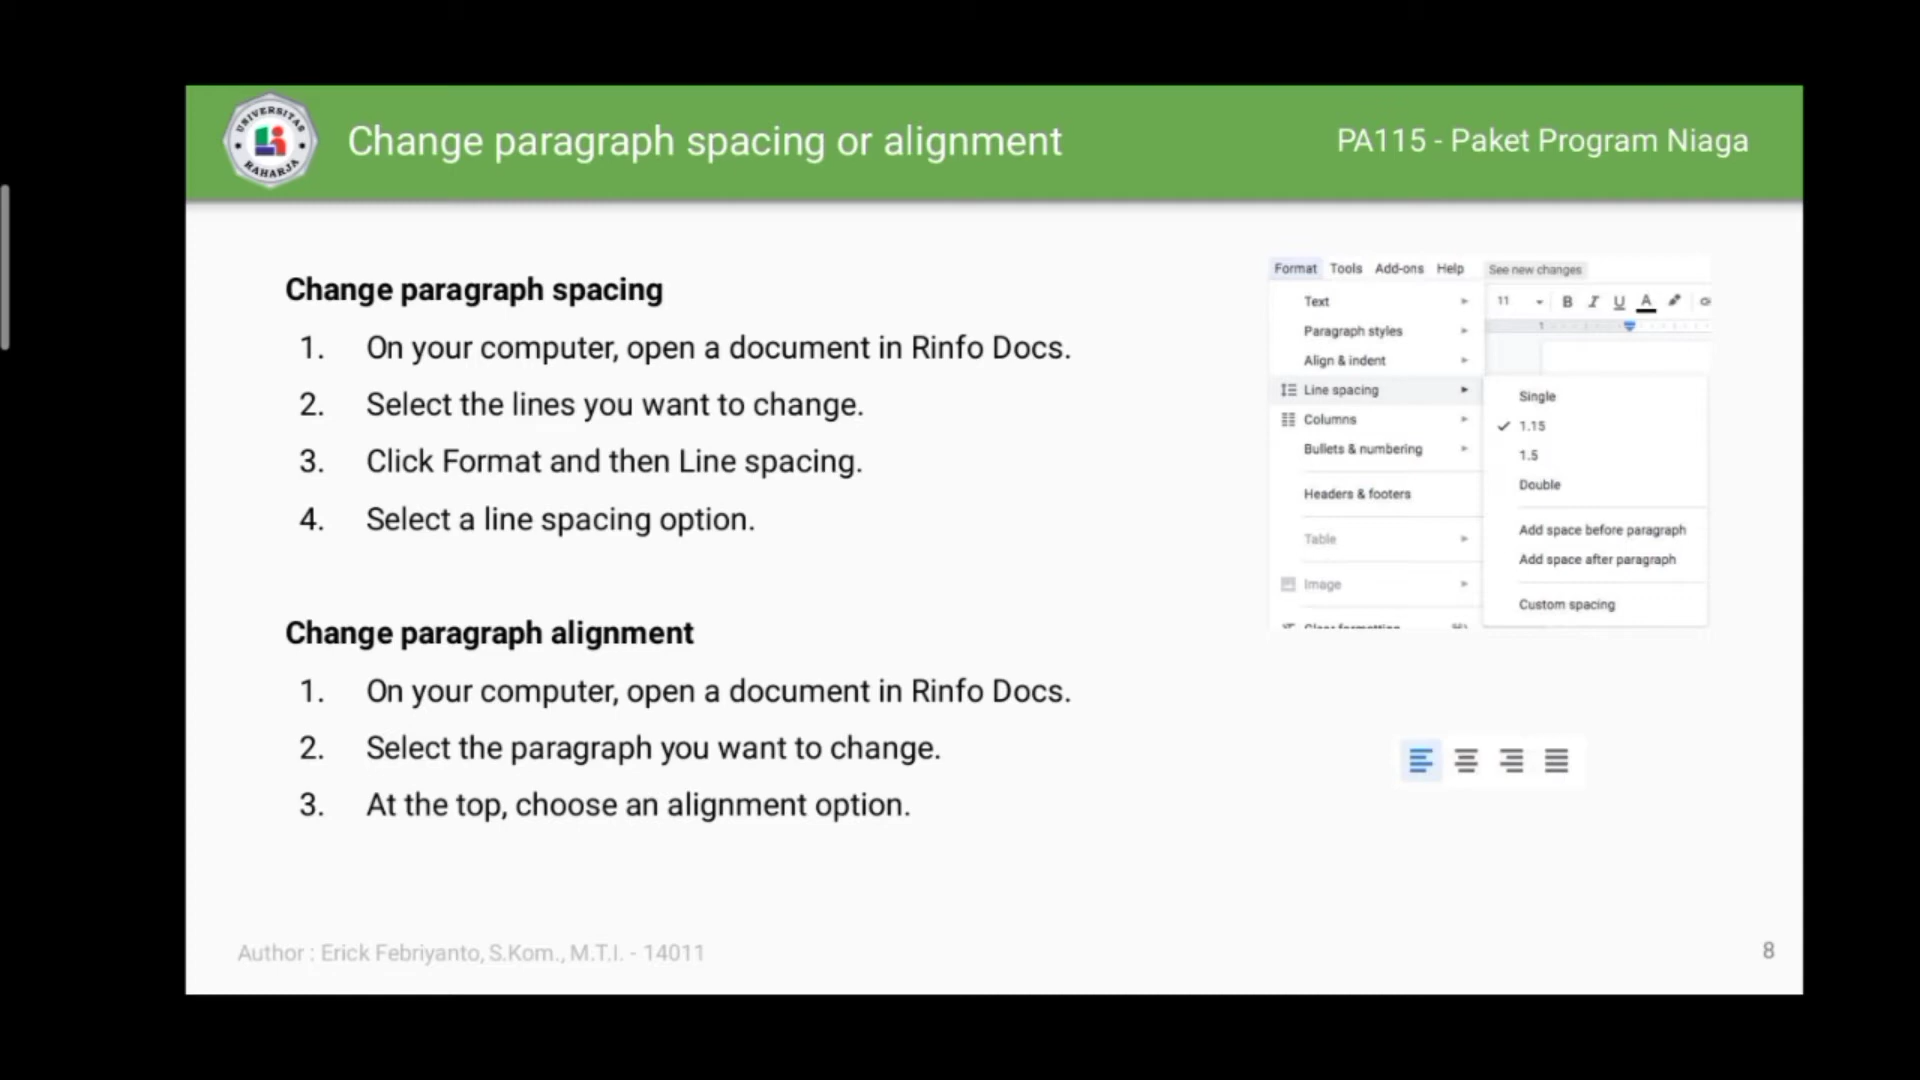 UNIVERSITAS
RAHARJA
Change paragraph spacing or alignment
PA115 - Paket Program Niaga
Change paragraph spacing
1. On your computer, open a document in Rinfo Docs.
2. Select the lines you want to change.
3. Click Format and then Line spacing.
4. Select a line spacing option.
Change paragraph alignment
1. On your computer, open a document in Rinfo Docs.
2. Select the paragraph you want to change.
3. At the top, choose an alignment option.
Format Tools Add-ons Help See new changes
11 B I U A
1
Text
Paragraph styles
Align & indent
Line spacing
Columns
Bullets & numbering
Headers & footers
Table
Image
Clear formatting
Single
1.15
1.5
Double
Add space before paragraph
Add space after paragraph
Custom spacing
Author : Erick Febriyanto, S.Kom., M.T.I. - 14011
8